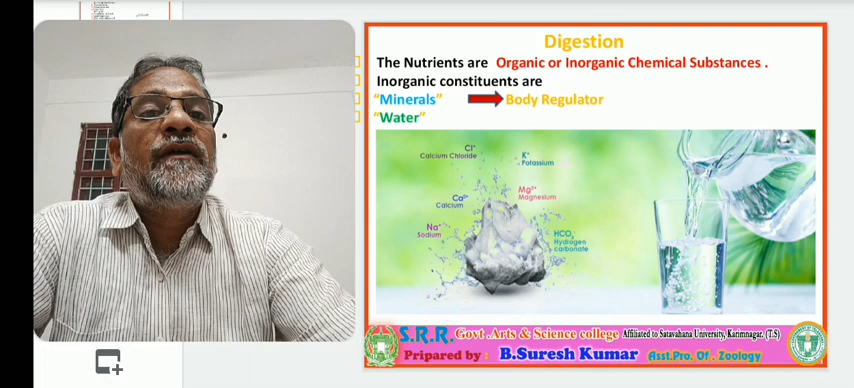 Digestion
The Nutrients are Organic or Inorganic Chemical Substances .
Inorganic constituents are
"Minerals" Body Regulator
"Water"
Cl⁺
Calcium Chloride
K⁺
Potassium
Ca²⁺
Calcium
Mg²⁺
Magnesium
Na⁺
Sodium
HCO₃
Hydrogen
carbonate
S.R.R. Govt .Arts & Science college Affiliated to Satavahana University, Karimnagar. (T.S)
Pripared by : B.Suresh Kumar Asst.Pro. Of . Zoology